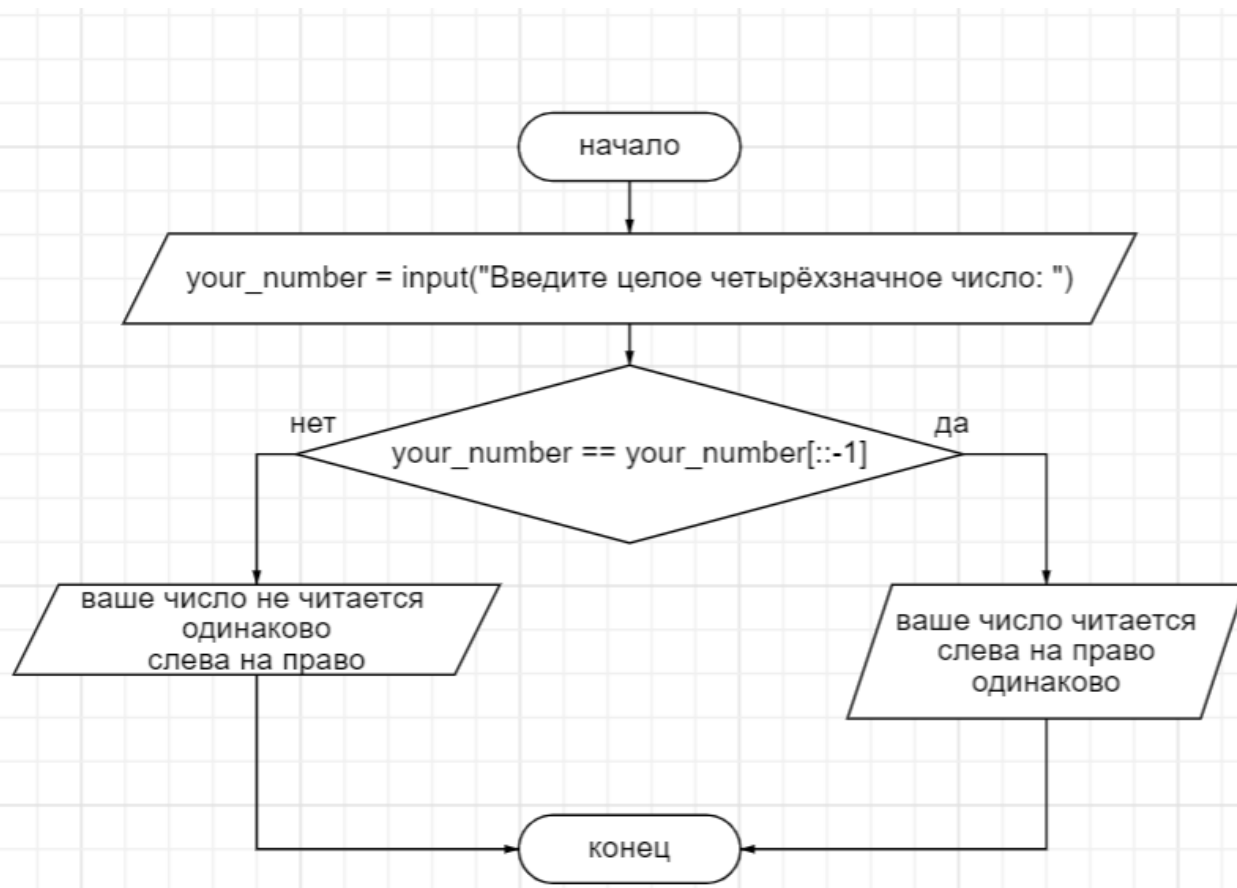 начало
your_number = input("Введите целое четырёхзначное число: ")
нет
да
your_number == your_number[::-1]
ваше число не читается
одинаково
слева на право
ваше число читается
слева на право
одинаково
конец